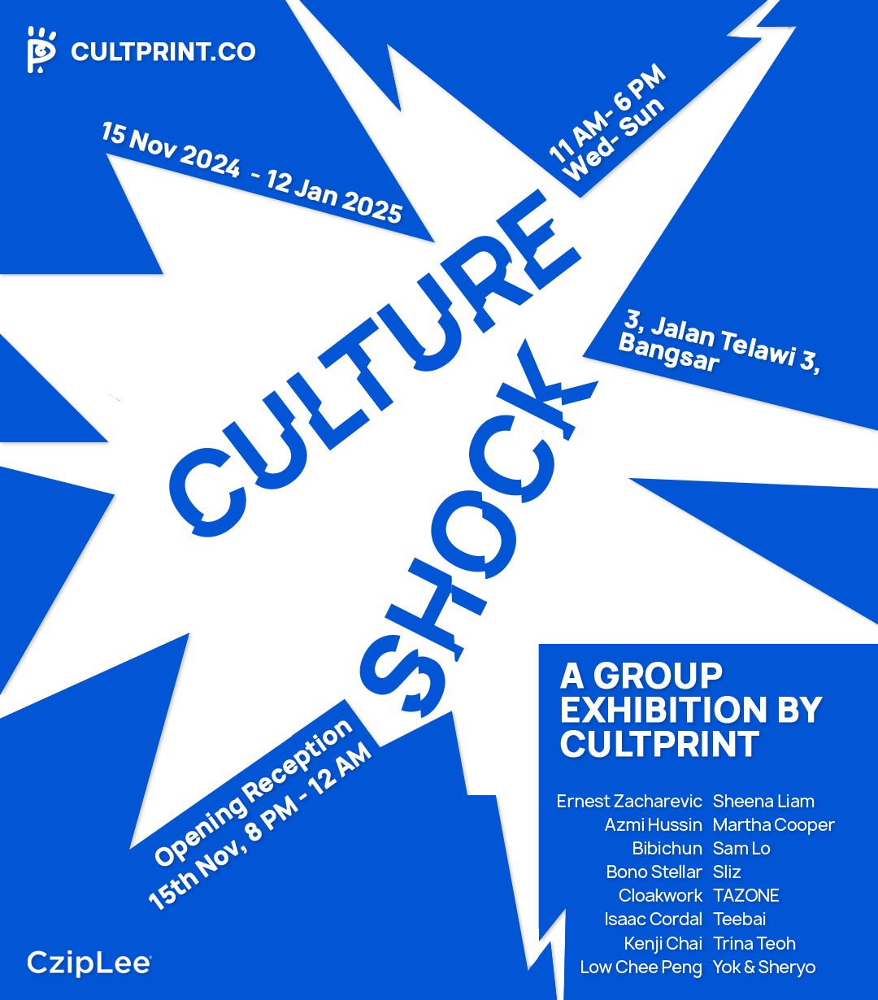 CULTPRINT.CO
15 Nov 2024 - 12 Jan 2025
11 AM- 6 PM
Wed- Sun
CULTURE
SHOCK
3, Jalan Telawi 3,
Bangsar
Opening Reception
15th Nov, 8 PM - 12 AM
A GROUP
EXHIBITION BY
CULTPRINT
Ernest Zacharevic Sheena Liam
Azmi Hussin Martha Cooper
Bibichun Sam Lo
Bono Stellar Sliz
Cloakwork TAZONE
Isaac Cordal Teebai
Kenji Chai Trina Teoh
Low Chee Peng Yok & Sheryo
CzipLee